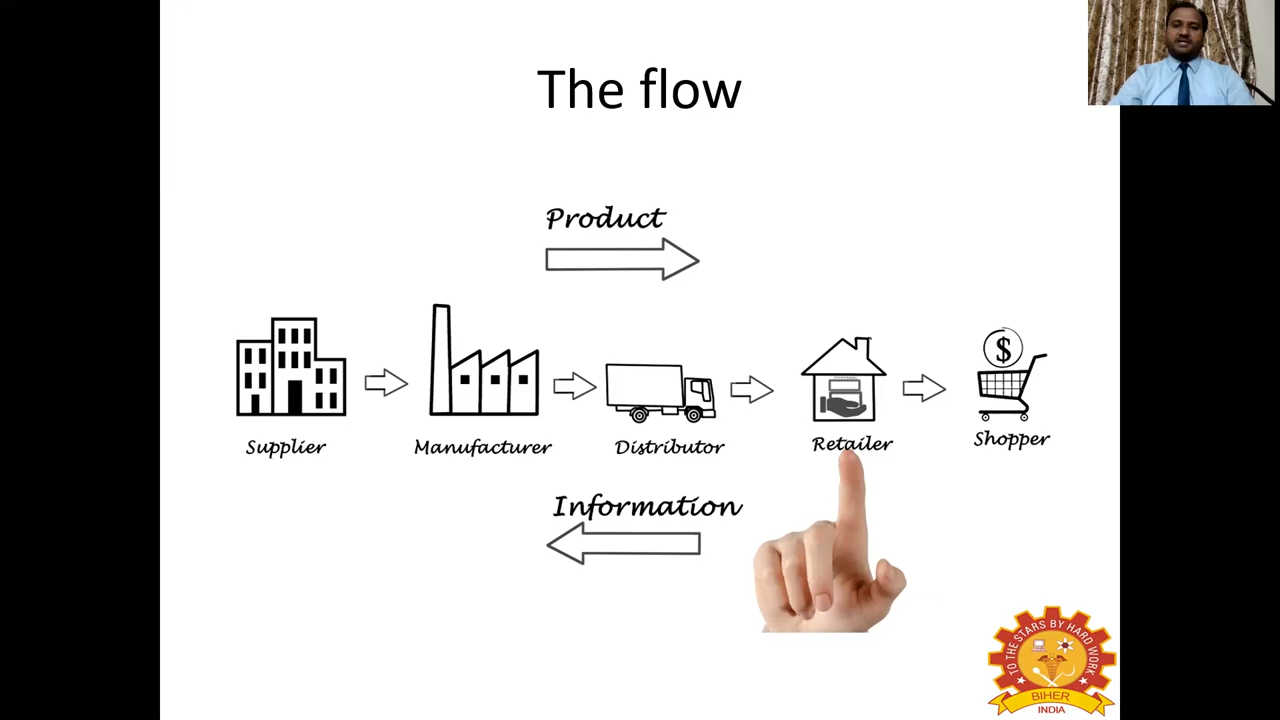 The flow
Product
Supplier
Manufacturer
Distributor
Retailer
Shopper
$
Information
TO THE STARS BY HARD WORK
BIHER
INDIA